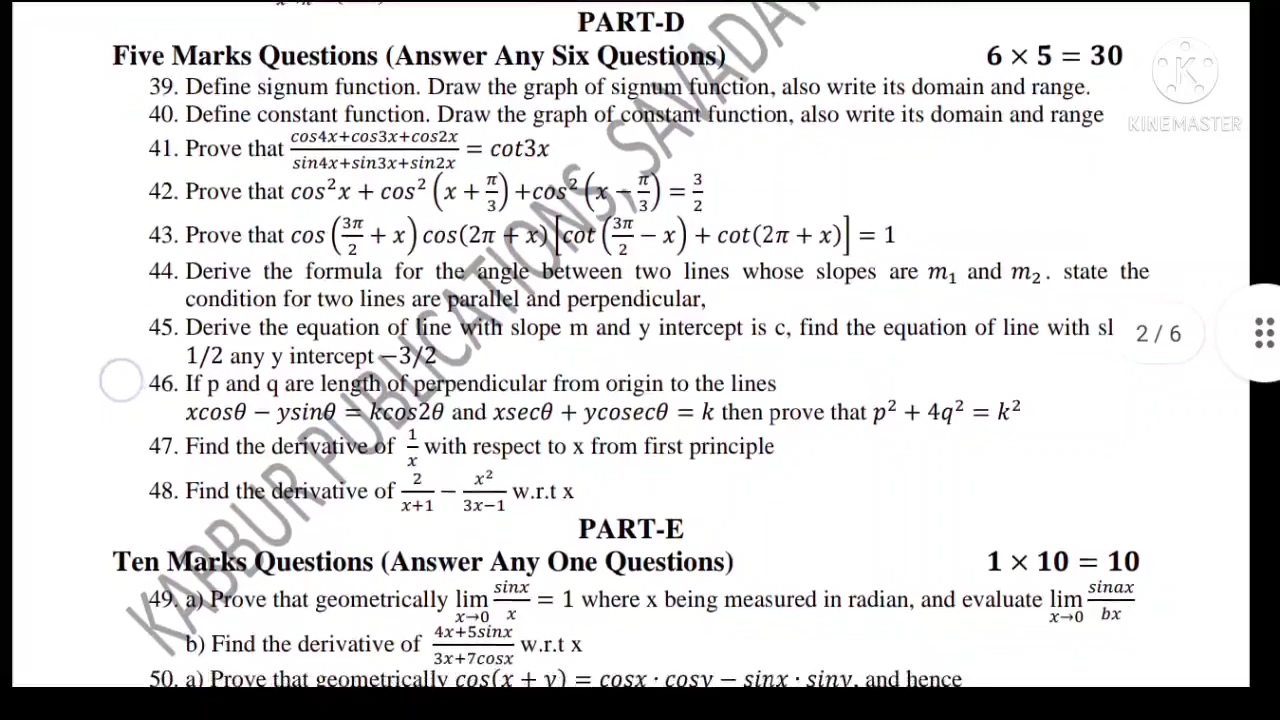 PART-D
Five Marks Questions (Answer Any Six Questions) 6 × 5 = 30
39. Define signum function. Draw the graph of signum function, also write its domain and range.
40. Define constant function. Draw the graph of constant function, also write its domain and range
KINEMASTER
41. Prove that (cos4x+cos3x+cos2x)/(sin4x+sin3x+sin2x) = cot3x
42. Prove that cos²x + cos²(x + π/3) +cos²(x − π/3) = 3/2
43. Prove that cos(3π/2 + x) cos(2π + x) [cot(3π/2 − x) + cot(2π + x)] = 1
44. Derive the formula for the angle between two lines whose slopes are m₁ and m₂. state the
condition for two lines are parallel and perpendicular,
45. Derive the equation of line with slope m and y intercept is c, find the equation of line with sl
2 / 6
1/2 any y intercept −3/2
46. If p and q are length of perpendicular from origin to the lines
xcosθ − ysinθ = kcos2θ and xsecθ + ycosecθ = k then prove that p² + 4q² = k²
47. Find the derivative of 1/x with respect to x from first principle
48. Find the derivative of 2/(x+1) − x²/(3x−1) w.r.t x
PART-E
Ten Marks Questions (Answer Any One Questions) 1 × 10 = 10
49. a) Prove that geometrically lim x→0 sinx/x = 1 where x being measured in radian, and evaluate lim x→0 sinax/bx
b) Find the derivative of (4x+5sinx)/(3x+7cosx) w.r.t x
50. a) Prove that geometrically cos(x + y) = cosx · cosy − sinx · siny, and hence
KABBUR PUBLICATIONS, SAVADA